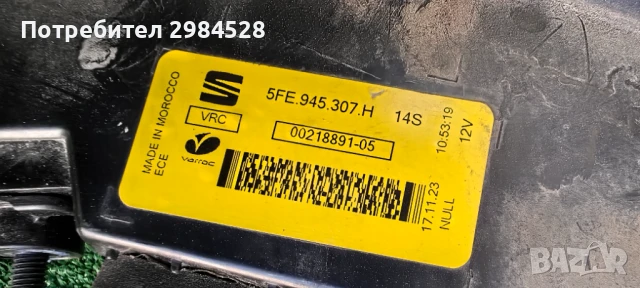 Потребител 2984528
5FE.945.307.H 14S
VRC
00218891-05
varroc
MADE IN MOROCCO
ECE
10:53:19
12V
17.11.23
NULL
BAZAR